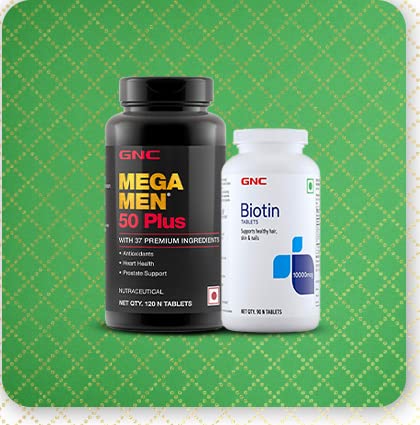 GNC
MEGA
MEN®
50 Plus
WITH 37 PREMIUM INGREDIENTS
• Antioxidants
• Heart Health
• Prostate Support
NUTRACEUTICAL
NET QTY. 120 N TABLETS
GNC
Biotin
TABLETS
Supports healthy hair,
skin & nails
10000mcg
NET QTY. 90 N TABLETS